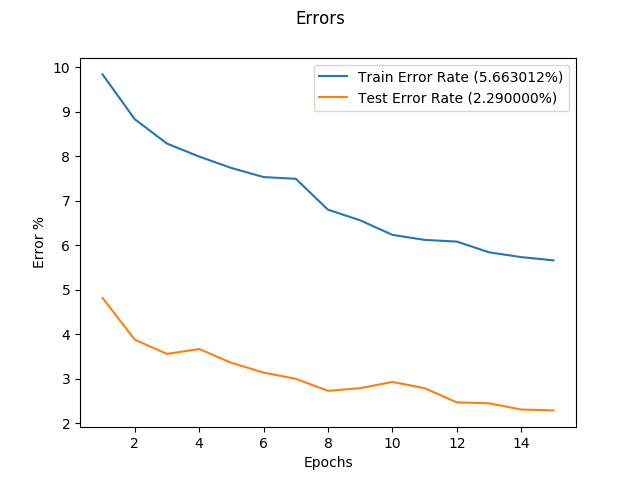 Errors
Train Error Rate (5.663012%)
Test Error Rate (2.290000%)
10
9
8
7
6
5
4
3
2
Error %
2 4 6 8 10 12 14
Epochs